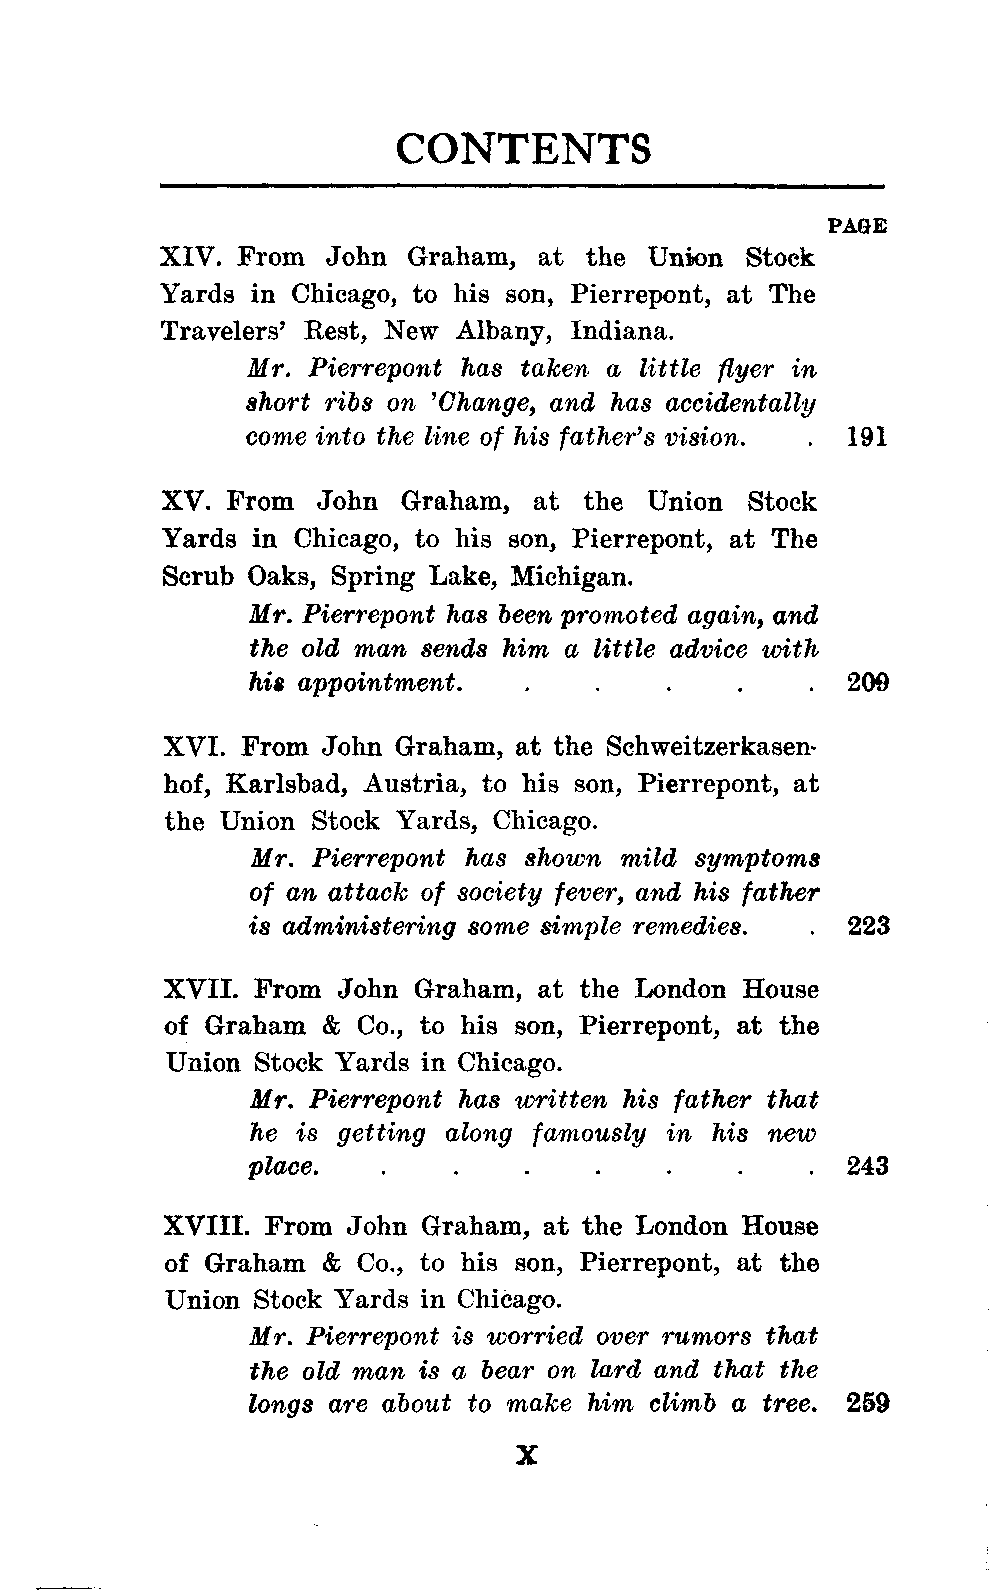 CONTENTS
PAGE
XIV. From John Graham, at the Union Stock
Yards in Chicago, to his son, Pierrepont, at The
Travelers' Rest, New Albany, Indiana.
Mr. Pierrepont has taken a little flyer in
short ribs on 'Change, and has accidentally
come into the line of his father's vision. . 191
XV. From John Graham, at the Union Stock
Yards in Chicago, to his son, Pierrepont, at The
Scrub Oaks, Spring Lake, Michigan.
Mr. Pierrepont has been promoted again, and
the old man sends him a little advice with
his appointment. . . . . . 209
XVI. From John Graham, at the Schweitzerkasen-
hof, Karlsbad, Austria, to his son, Pierrepont, at
the Union Stock Yards, Chicago.
Mr. Pierrepont has shown mild symptoms
of an attack of society fever, and his father
is administering some simple remedies. . 223
XVII. From John Graham, at the London House
of Graham & Co., to his son, Pierrepont, at the
Union Stock Yards in Chicago.
Mr. Pierrepont has written his father that
he is getting along famously in his new
place. . . . . . . . 243
XVIII. From John Graham, at the London House
of Graham & Co., to his son, Pierrepont, at the
Union Stock Yards in Chicago.
Mr. Pierrepont is worried over rumors that
the old man is a bear on lard and that the
longs are about to make him climb a tree. 259
X